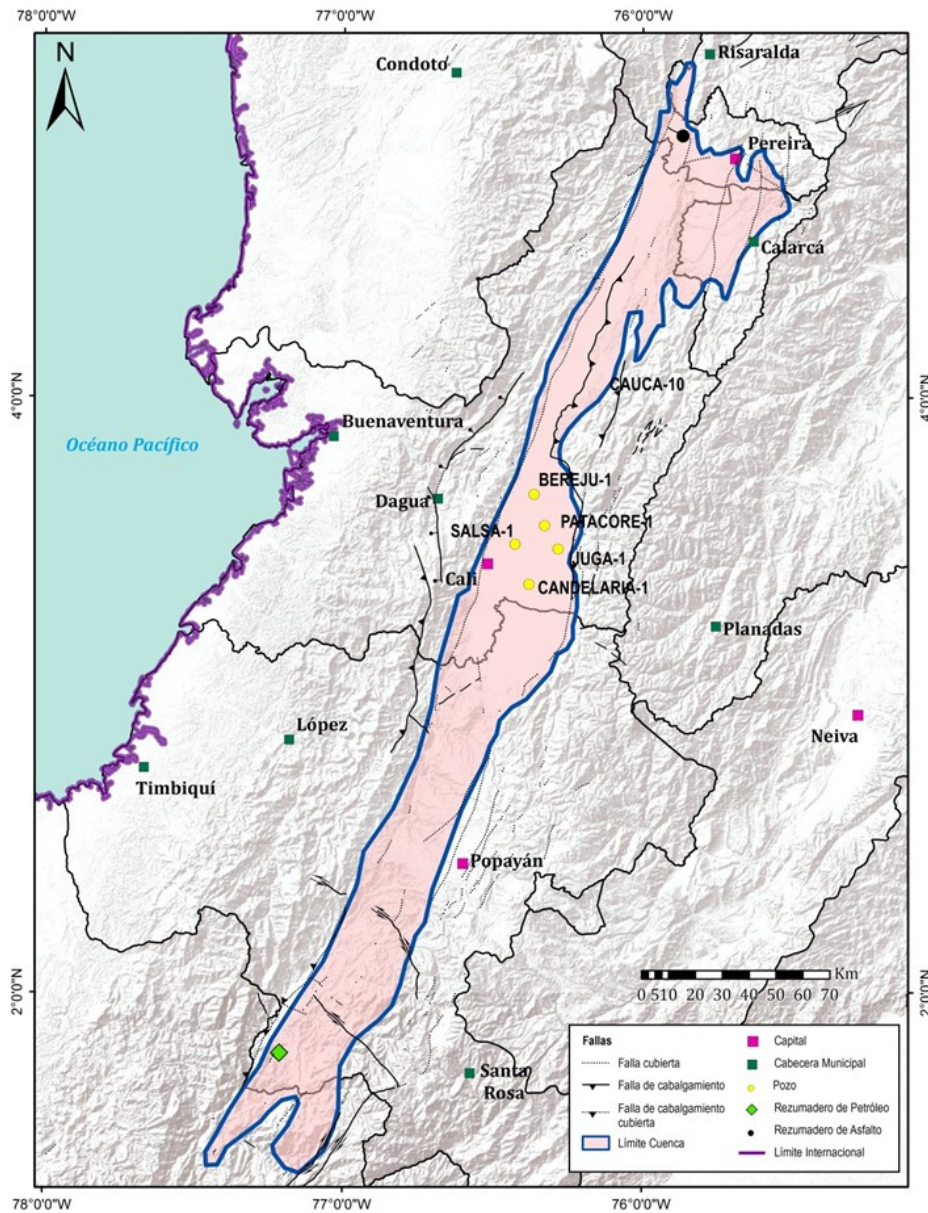 78°0'0"W
77°0'0"W
76°0'0"W
N
Condoto
Risaralda
Pereira
Calarcá
4°0'0"N
4°0'0"N
CAUCA-10
Buenaventura
Océano Pacífico
BEREJU-1
Dagua
SALSA-1
PATACORE-1
JUGA-1
Cali
CANDELARIA-1
Planadas
López
Neiva
Timbiquí
Popayán
Km
0 510 20 30 40 50 60 70
2°0'0"N
2°0'0"N
Santa
Rosa
Fallas
Falla cubierta
Falla de cabalgamiento
Falla de cabalgamiento
cubierta
Límite Cuenca
Capital
Cabecera Municipal
Pozo
Rezumadero de Petróleo
Rezumadero de Asfalto
Límite Internacional
78°0'0"W
77°0'0"W
76°0'0"W